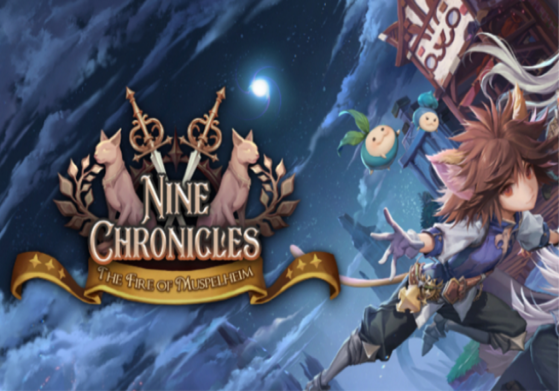 NINE
CHRONICLES
THE FIRE OF MUSPELHEIM